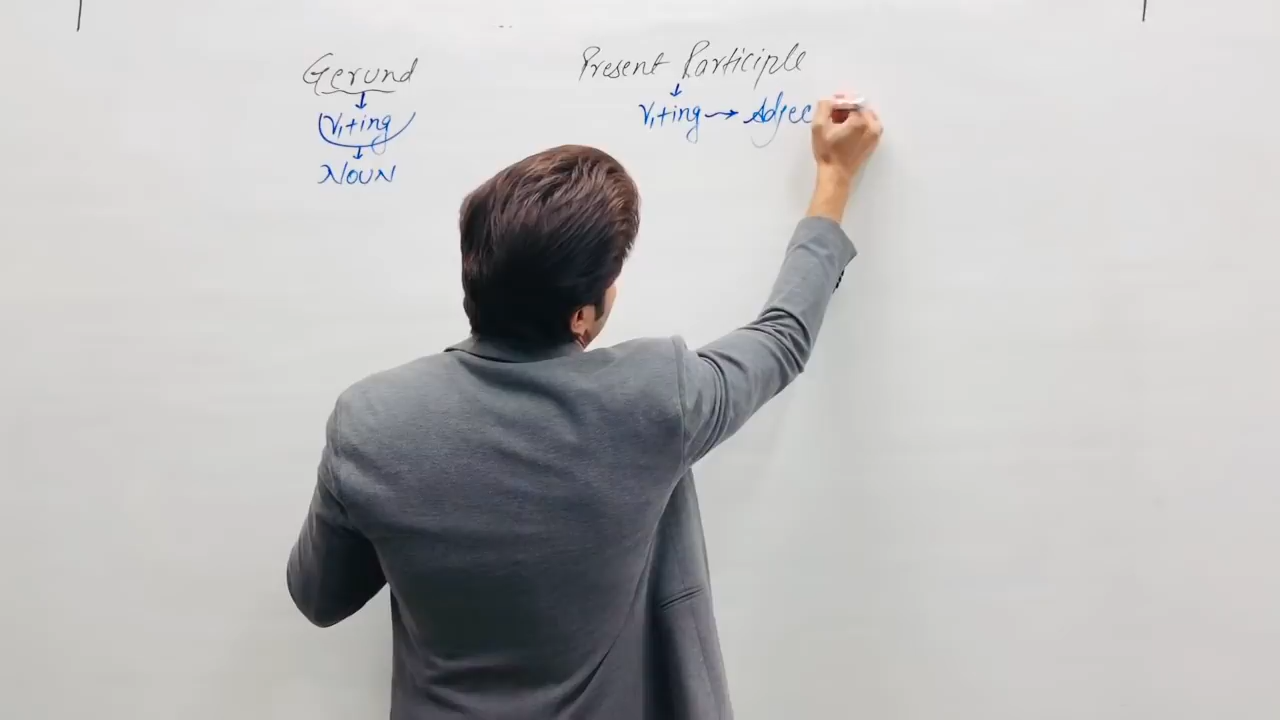 Gerund
↓
V₁+ing
↓
NOUN
Present Participle
↓
V₁+ing → Adjec